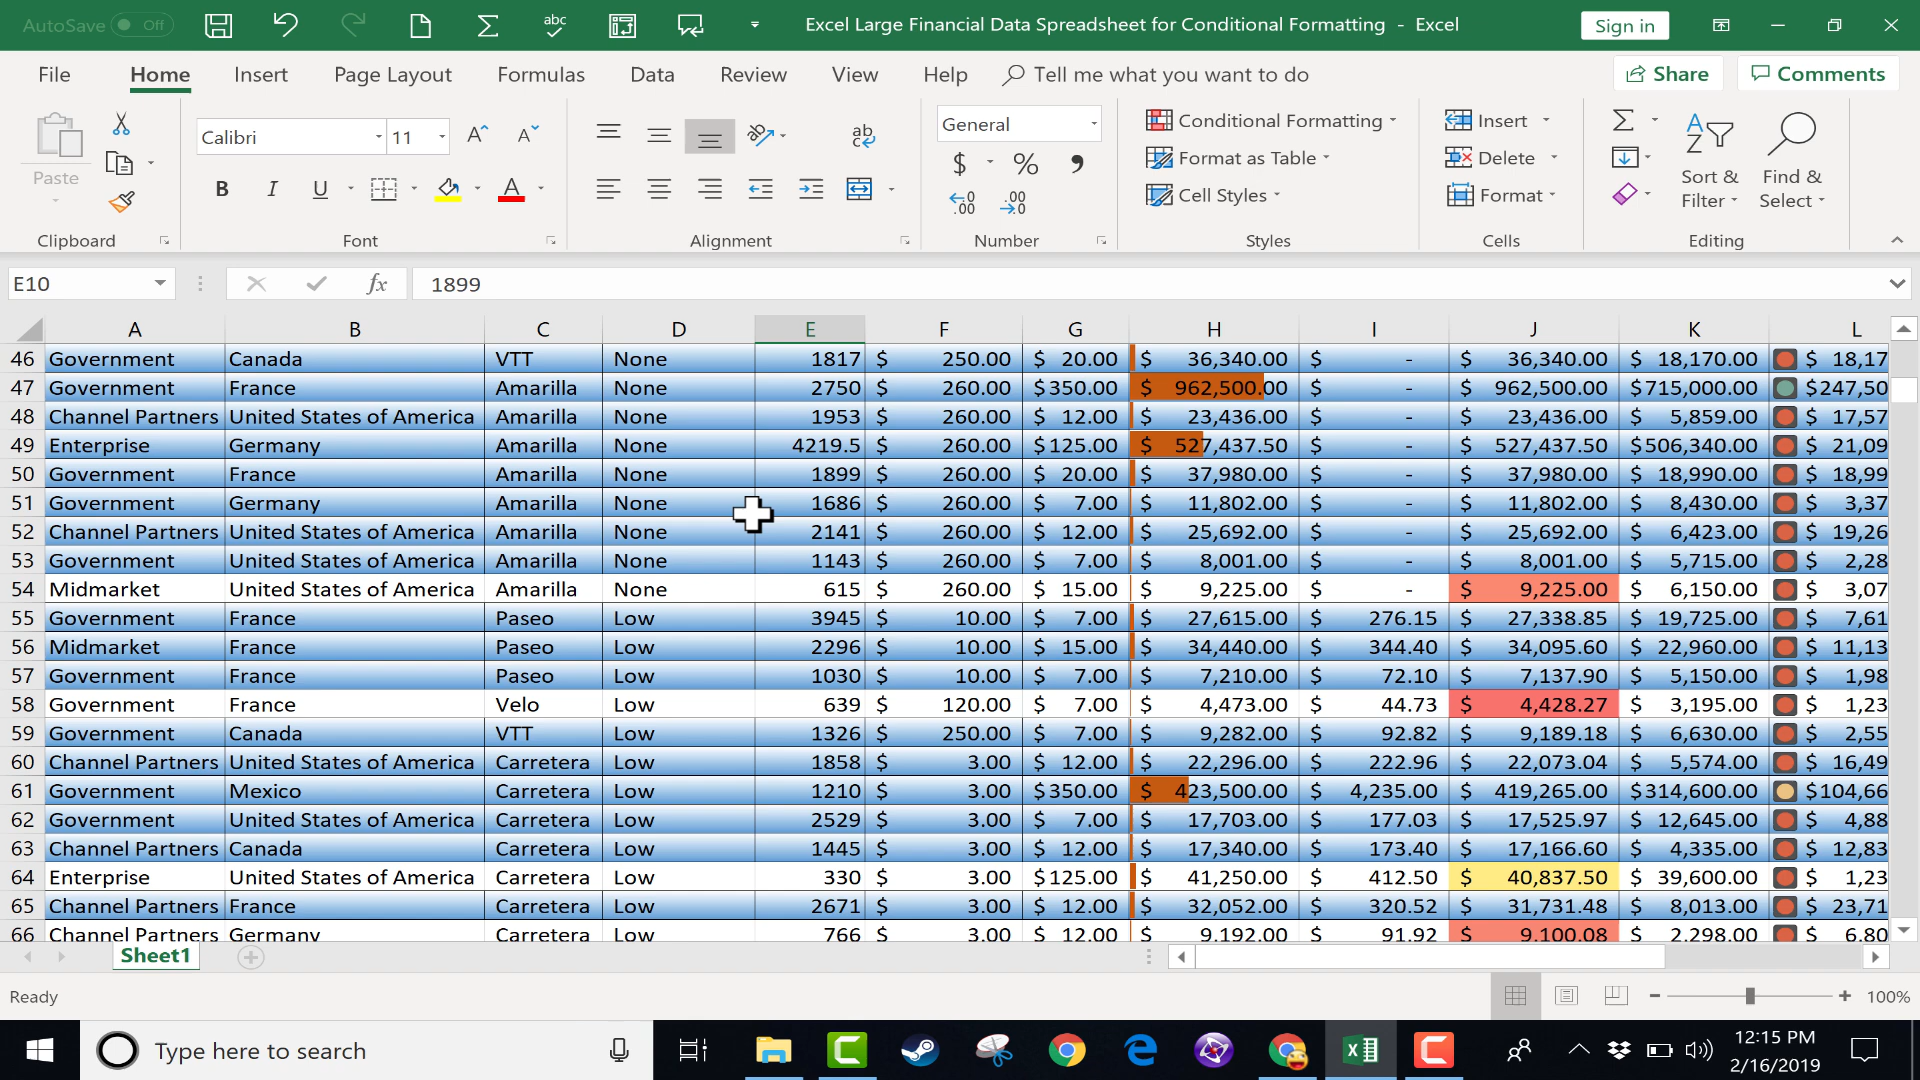 AutoSave Off Excel Large Financial Data Spreadsheet for Conditional Formatting - Excel Sign in
File Home Insert Page Layout Formulas Data Review View Help Tell me what you want to do Share Comments
Paste Calibri 11 General Conditional Formatting Format as Table Cell Styles Insert Delete Format Sort & Filter Find & Select
Clipboard Font Alignment Number Styles Cells Editing
E10 fx 1899
A B C D E F G H I J K L
46 Government Canada VTT None 1817 $ 250.00 $ 20.00 $ 36,340.00 $ - $ 36,340.00 $ 18,170.00 $ 18,17
47 Government France Amarilla None 2750 $ 260.00 $350.00 $ 962,500.00 $ - $ 962,500.00 $715,000.00 $247,50
48 Channel Partners United States of America Amarilla None 1953 $ 260.00 $ 12.00 $ 23,436.00 $ - $ 23,436.00 $ 5,859.00 $ 17,57
49 Enterprise Germany Amarilla None 4219.5 $ 260.00 $125.00 $ 527,437.50 $ - $ 527,437.50 $506,340.00 $ 21,09
50 Government France Amarilla None 1899 $ 260.00 $ 20.00 $ 37,980.00 $ - $ 37,980.00 $ 18,990.00 $ 18,99
51 Government Germany Amarilla None 1686 $ 260.00 $ 7.00 $ 11,802.00 $ - $ 11,802.00 $ 8,430.00 $ 3,37
52 Channel Partners United States of America Amarilla None 2141 $ 260.00 $ 12.00 $ 25,692.00 $ - $ 25,692.00 $ 6,423.00 $ 19,26
53 Government United States of America Amarilla None 1143 $ 260.00 $ 7.00 $ 8,001.00 $ - $ 8,001.00 $ 5,715.00 $ 2,28
54 Midmarket United States of America Amarilla None 615 $ 260.00 $ 15.00 $ 9,225.00 $ - $ 9,225.00 $ 6,150.00 $ 3,07
55 Government France Paseo Low 3945 $ 10.00 $ 7.00 $ 27,615.00 $ 276.15 $ 27,338.85 $ 19,725.00 $ 7,61
56 Midmarket France Paseo Low 2296 $ 10.00 $ 15.00 $ 34,440.00 $ 344.40 $ 34,095.60 $ 22,960.00 $ 11,13
57 Government France Paseo Low 1030 $ 10.00 $ 7.00 $ 7,210.00 $ 72.10 $ 7,137.90 $ 5,150.00 $ 1,98
58 Government France Velo Low 639 $ 120.00 $ 7.00 $ 4,473.00 $ 44.73 $ 4,428.27 $ 3,195.00 $ 1,23
59 Government Canada VTT Low 1326 $ 250.00 $ 7.00 $ 9,282.00 $ 92.82 $ 9,189.18 $ 6,630.00 $ 2,55
60 Channel Partners United States of America Carretera Low 1858 $ 3.00 $ 12.00 $ 22,296.00 $ 222.96 $ 22,073.04 $ 5,574.00 $ 16,49
61 Government Mexico Carretera Low 1210 $ 3.00 $350.00 $ 423,500.00 $ 4,235.00 $ 419,265.00 $314,600.00 $104,66
62 Government United States of America Carretera Low 2529 $ 3.00 $ 7.00 $ 17,703.00 $ 177.03 $ 17,525.97 $ 12,645.00 $ 4,88
63 Channel Partners Canada Carretera Low 1445 $ 3.00 $ 12.00 $ 17,340.00 $ 173.40 $ 17,166.60 $ 4,335.00 $ 12,83
64 Enterprise United States of America Carretera Low 330 $ 3.00 $125.00 $ 41,250.00 $ 412.50 $ 40,837.50 $ 39,600.00 $ 1,23
65 Channel Partners France Carretera Low 2671 $ 3.00 $ 12.00 $ 32,052.00 $ 320.52 $ 31,731.48 $ 8,013.00 $ 23,71
66 Channel Partners Germany Carretera Low 766 $ 3.00 $ 12.00 $ 9,192.00 $ 91.92 $ 9,100.08 $ 2,298.00 $ 6,80
Sheet1
Ready 100%
Type here to search 12:15 PM
2/16/2019